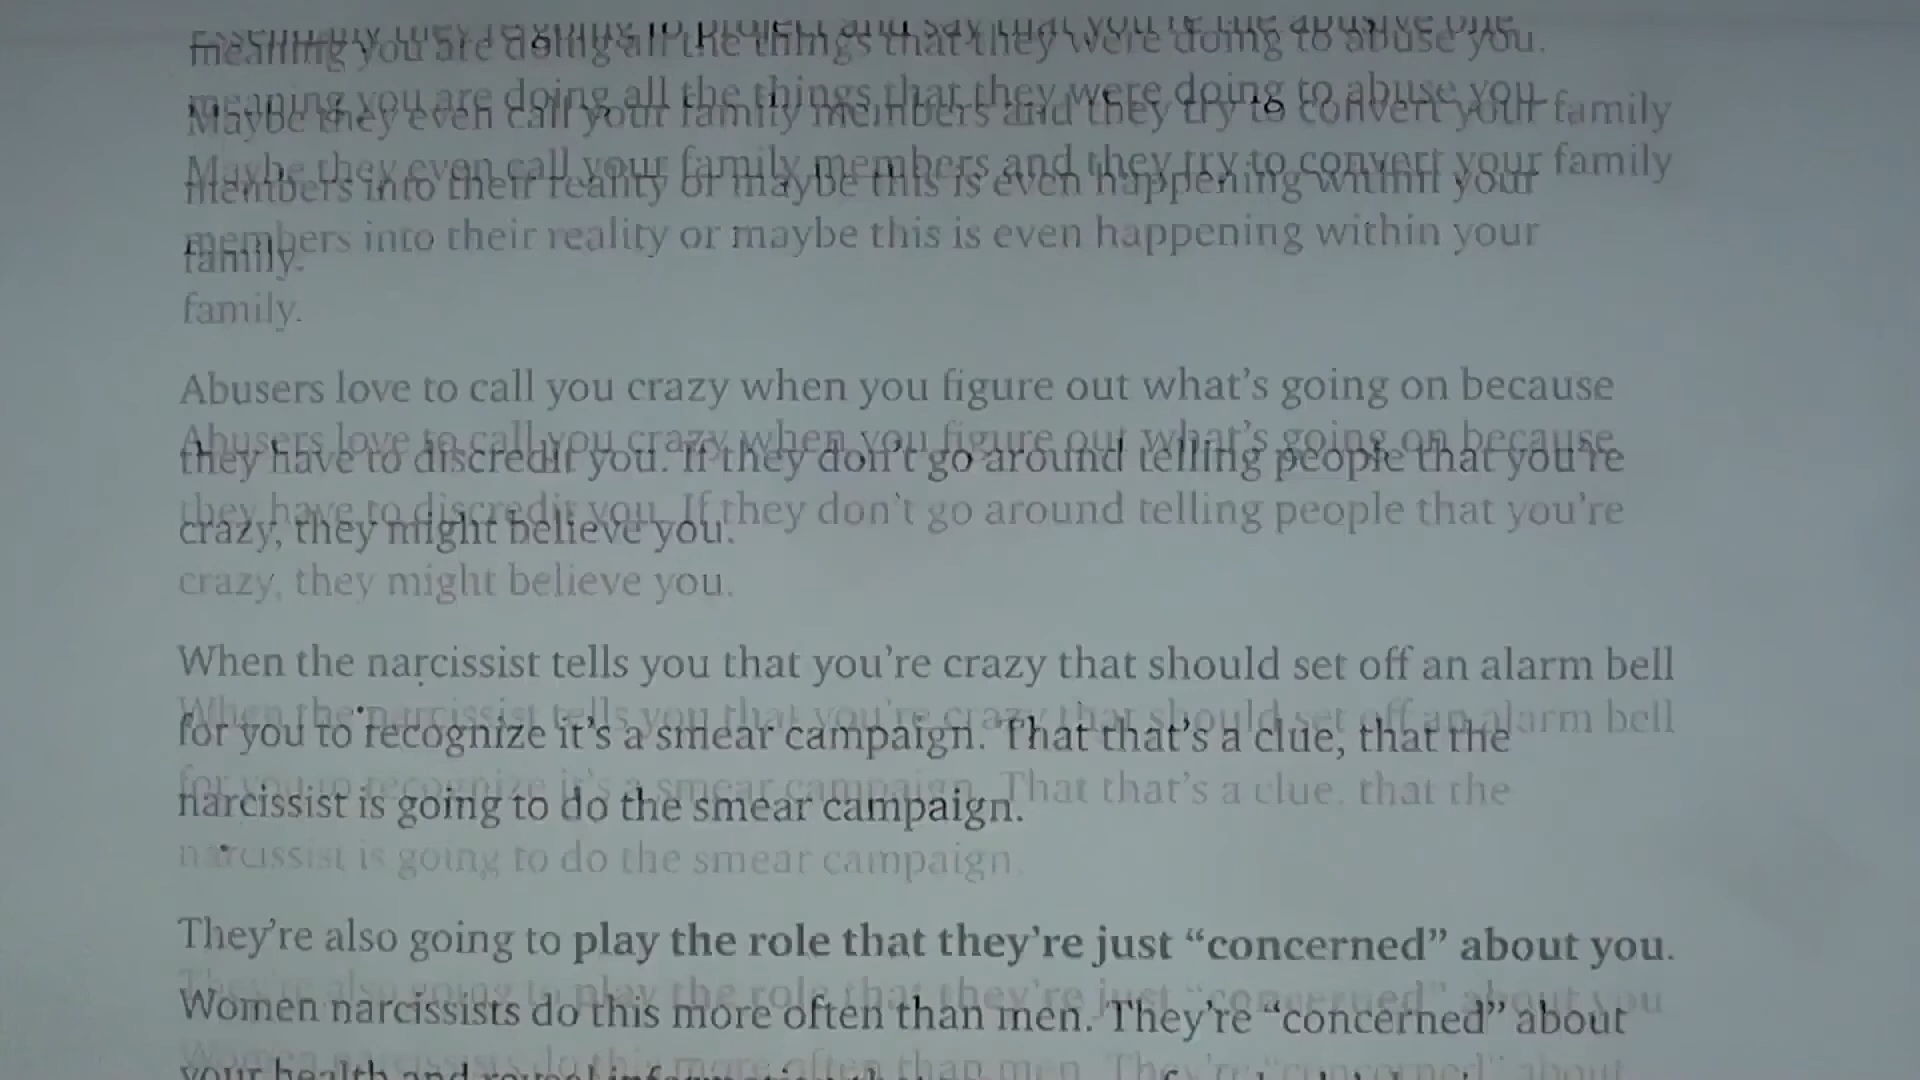 meaning you are doing all the things that they were doing to abuse you.
Maybe they even call your family members and they try to convert your family
members into their reality or maybe this is even happening within your
family.
Abusers love to call you crazy when you figure out what's going on because
they have to discredit you. If they don't go around telling people that you're
crazy, they might believe you.
When the narcissist tells you that you're crazy that should set off an alarm bell
for you to recognize it's a smear campaign. That that's a clue, that the
narcissist is going to do the smear campaign.
They're also going to play the role that they're just “concerned” about you.
Women narcissists do this more often than men. They're “concerned” about
your health and reveal